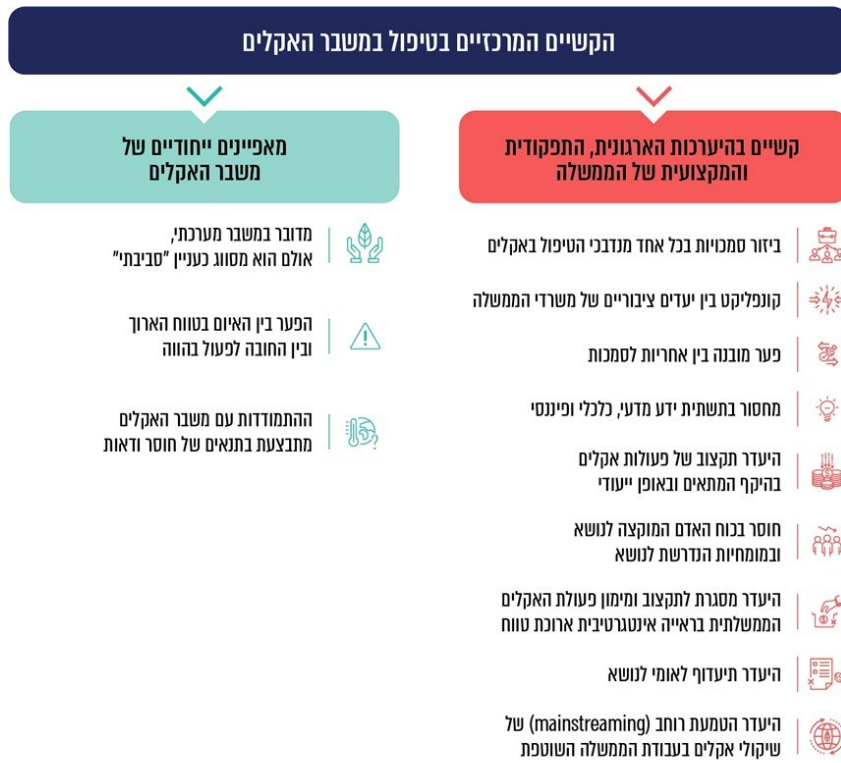 הקשיים המרכזיים בטיפול במשבר האקלים
קשיים בהיערכות הארגונית, התפקודית
והמקצועית של הממשלה
ביזור סמכויות בכל אחד מנדבכי הטיפול באקלים
קונפליקט בין יעדים ציבוריים של משרדי הממשלה
פער מובנה בין אחריות לסמכות
מחסור בתשתית ידע מדעי, כלכלי ופיננסי
היעדר תקצוב של פעולות אקלים
בהיקף המתאים ובאופן ייעודי
חוסר בכוח האדם המוקצה לנושא
ובמומחיות הנדרשת לנושא
היעדר מסגרת לתקצוב ומימון פעולת האקלים
הממשלתית בראייה אינטגרטיבית ארוכת טווח
היעדר תיעדוף לאומי לנושא
היעדר הטמעת רוחב (mainstreaming) של
שיקולי אקלים בעבודת הממשלה השוטפת
מאפיינים ייחודיים של
משבר האקלים
מדובר במשבר מערכתי,
אולם הוא מסווג כעניין "סביבתי"
הפער בין האיום בטווח הארוך
ובין החובה לפעול בהווה
ההתמודדות עם משבר האקלים
מתבצעת בתנאים של חוסר ודאות